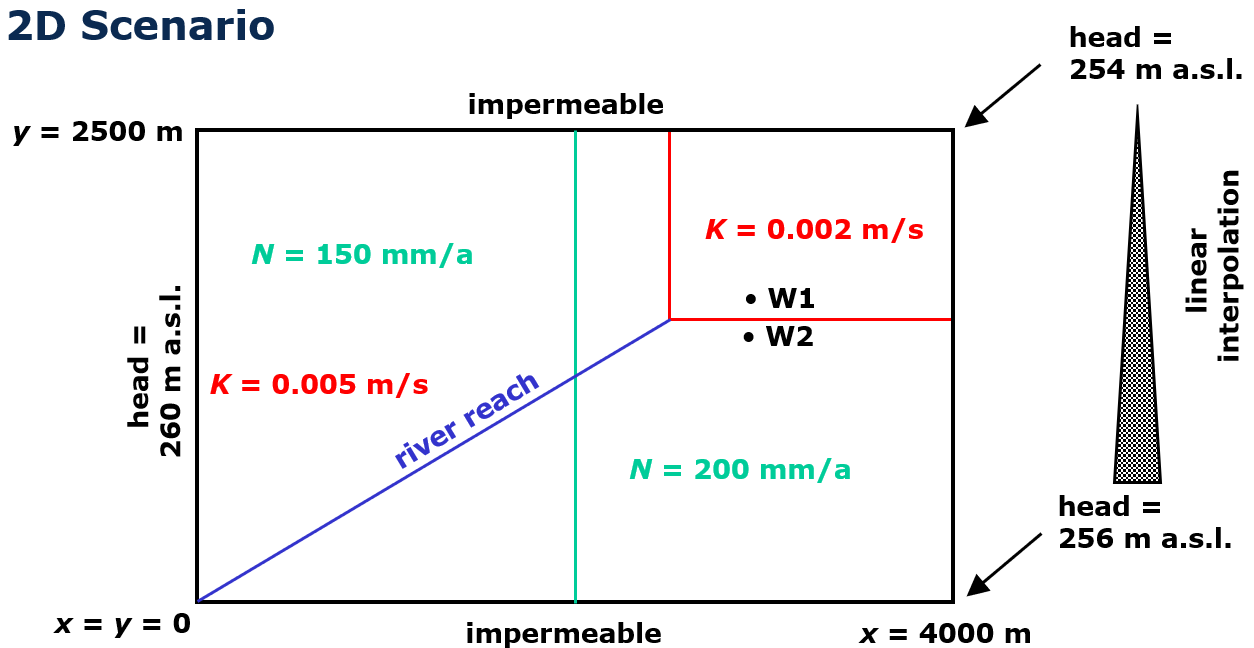 2D Scenario
head =
254 m a.s.l.
impermeable
y = 2500 m
K = 0.002 m/s
N = 150 mm/a
linear
interpolation
• W1
• W2
head =
260 m a.s.l.
K = 0.005 m/s
river reach
N = 200 mm/a
head =
256 m a.s.l.
x = y = 0
impermeable
x = 4000 m